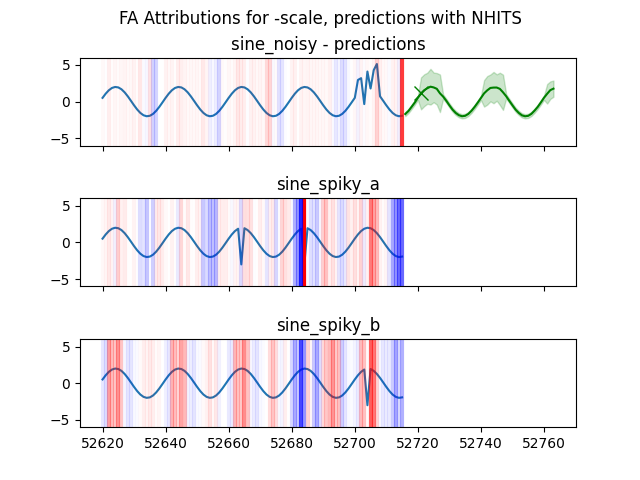 FA Attributions for -scale, predictions with NHITS
sine_noisy - predictions
5
0
−5
sine_spiky_a
5
0
−5
sine_spiky_b
5
0
−5
52620 52640 52660 52680 52700 52720 52740 52760